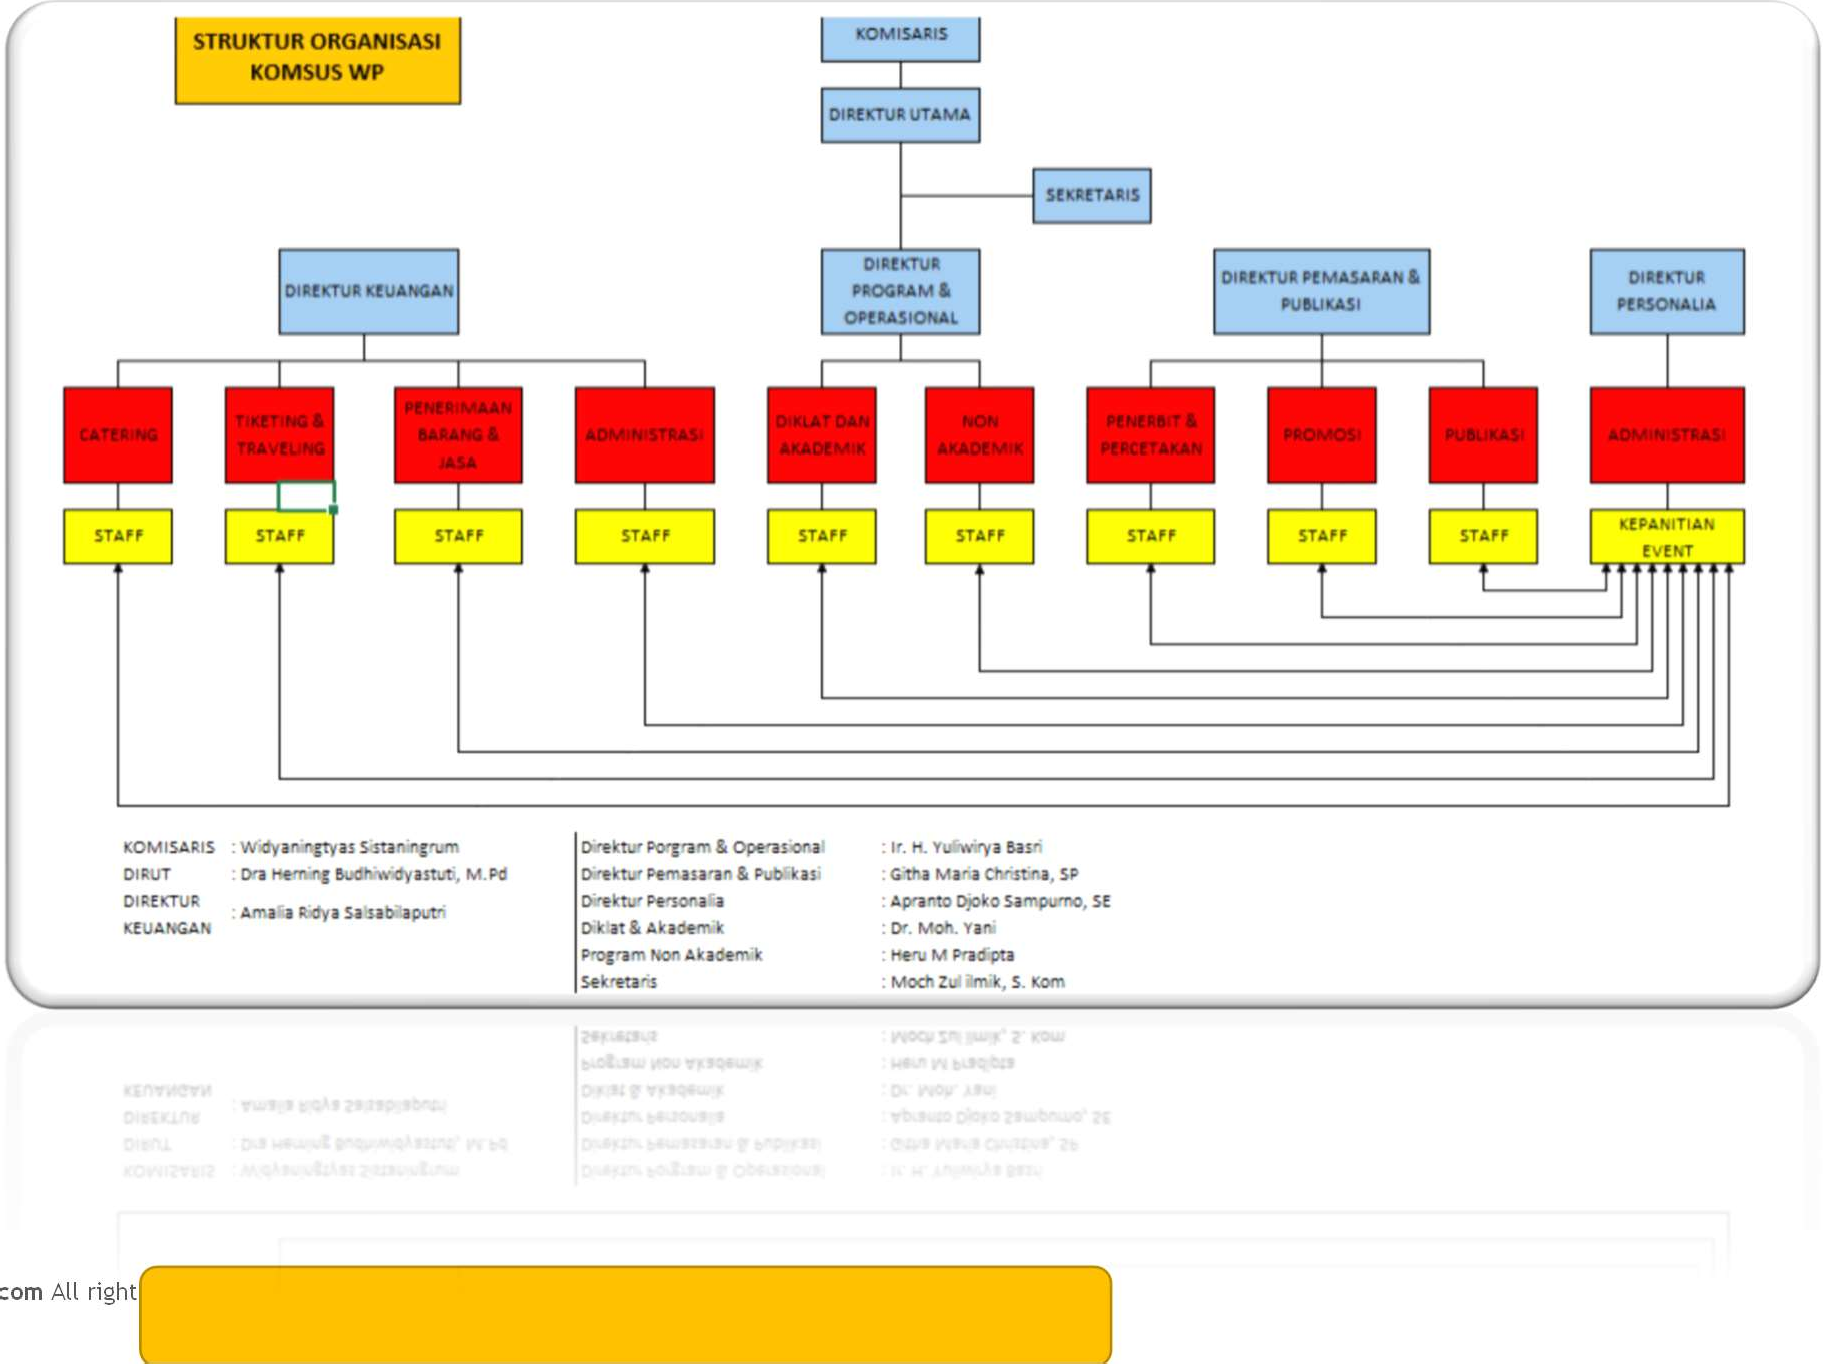 STRUKTUR ORGANISASI
KOMSUS WP
KOMISARIS
DIREKTUR UTAMA
SEKRETARIS
DIREKTUR KEUANGAN
DIREKTUR
PROGRAM &
OPERASIONAL
DIREKTUR PEMASARAN &
PUBLIKASI
DIREKTUR
PERSONALIA
CATERING
TIKETING &
TRAVELING
PENERIMAAN
BARANG &
JASA
ADMINISTRASI
DIKLAT DAN
AKADEMIK
NON
AKADEMIK
PENERBIT &
PERCETAKAN
PROMOSI
PUBLIKASI
ADMINISTRASI
STAFF
STAFF
STAFF
STAFF
STAFF
STAFF
STAFF
STAFF
STAFF
KEPANITIAN
EVENT
KOMISARIS : Widyaningtyas Sistaningrum
DIRUT : Dra Herning Budhiwidyastuti, M.Pd
DIREKTUR
KEUANGAN
: Amalia Ridya Salsabilaputri
Direktur Porgram & Operasional : Ir. H. Yuliwirya Basri
Direktur Pemasaran & Publikasi : Githa Maria Christina, SP
Direktur Personalia : Apranto Djoko Sampurno, SE
Diklat & Akademik : Dr. Moh. Yani
Program Non Akademik : Heru M Pradipta
Sekretaris : Moch Zul ilmik, S. Kom
com All right